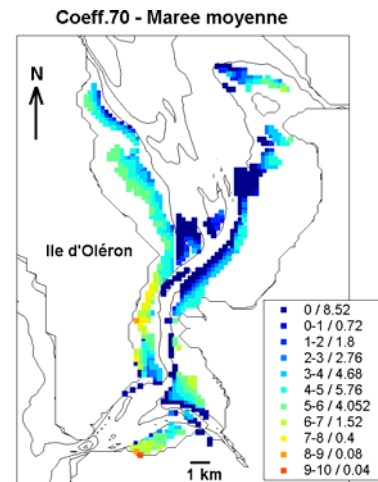 Coeff.70 - Maree moyenne
N
Ile d'Oléron
0 / 8.52
0-1 / 0.72
1-2 / 1.8
2-3 / 2.76
3-4 / 4.68
4-5 / 5.76
5-6 / 4.052
6-7 / 1.52
7-8 / 0.4
8-9 / 0.08
9-10 / 0.04
1 km